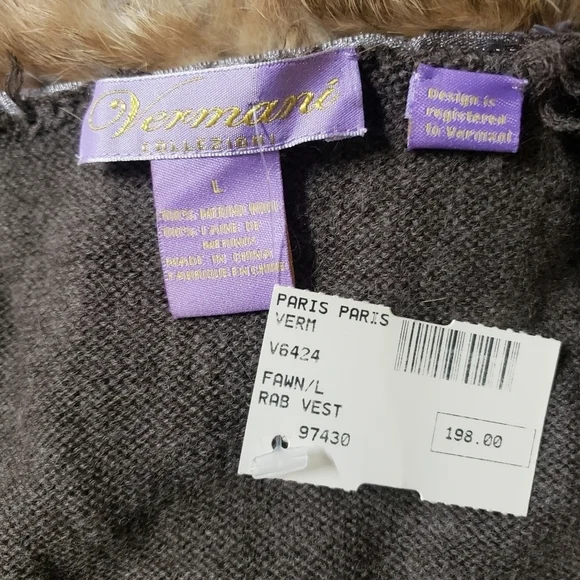 Vermani
COLLEZIONI
L
100% MERINO WOOL
100% LAINE DE
MERINOS
MADE IN CHINA
FABRIQUE EN CHINE
Design is
registered
to Vermani
PARIS PARIS
VERM
V6424
FAWN/L
RAB VEST
97430
198.00